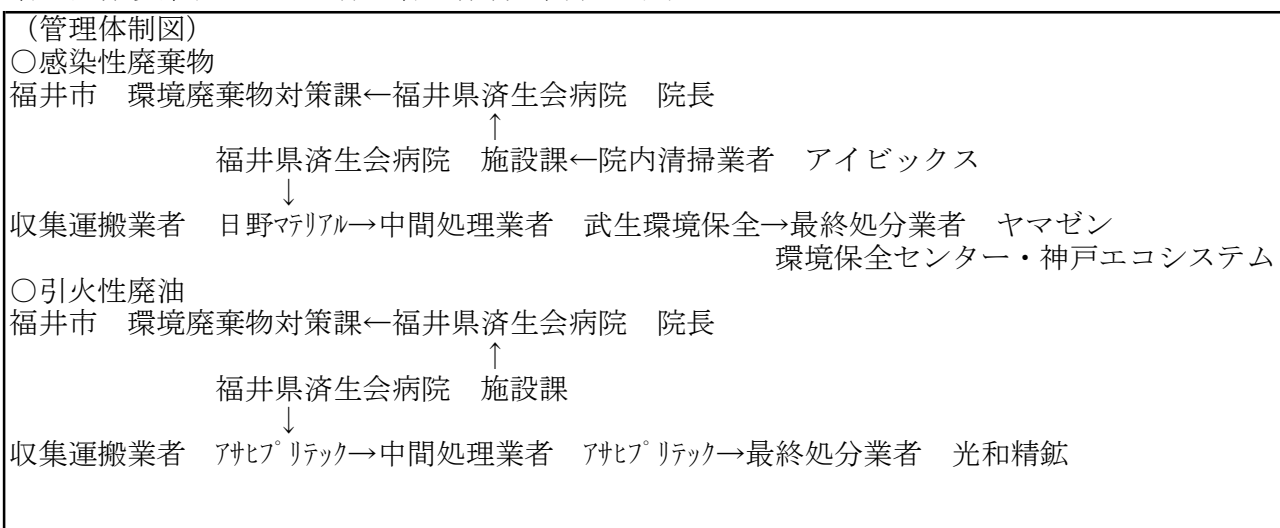 （管理体制図）
○感染性廃棄物
福井市　環境廃棄物対策課←福井県済生会病院　院長
↑
福井県済生会病院　施設課←院内清掃業者　アイビックス
↓
収集運搬業者　日野ﾏﾃﾘｱﾙ→中間処理業者　武生環境保全→最終処分業者　ヤマゼン
環境保全センター・神戸エコシステム
○引火性廃油
福井市　環境廃棄物対策課←福井県済生会病院　院長
↑
福井県済生会病院　施設課
↓
収集運搬業者　ｱｻﾋﾌﾟﾘﾃｯｸ→中間処理業者　ｱｻﾋﾌﾟﾘﾃｯｸ→最終処分業者　光和精鉱